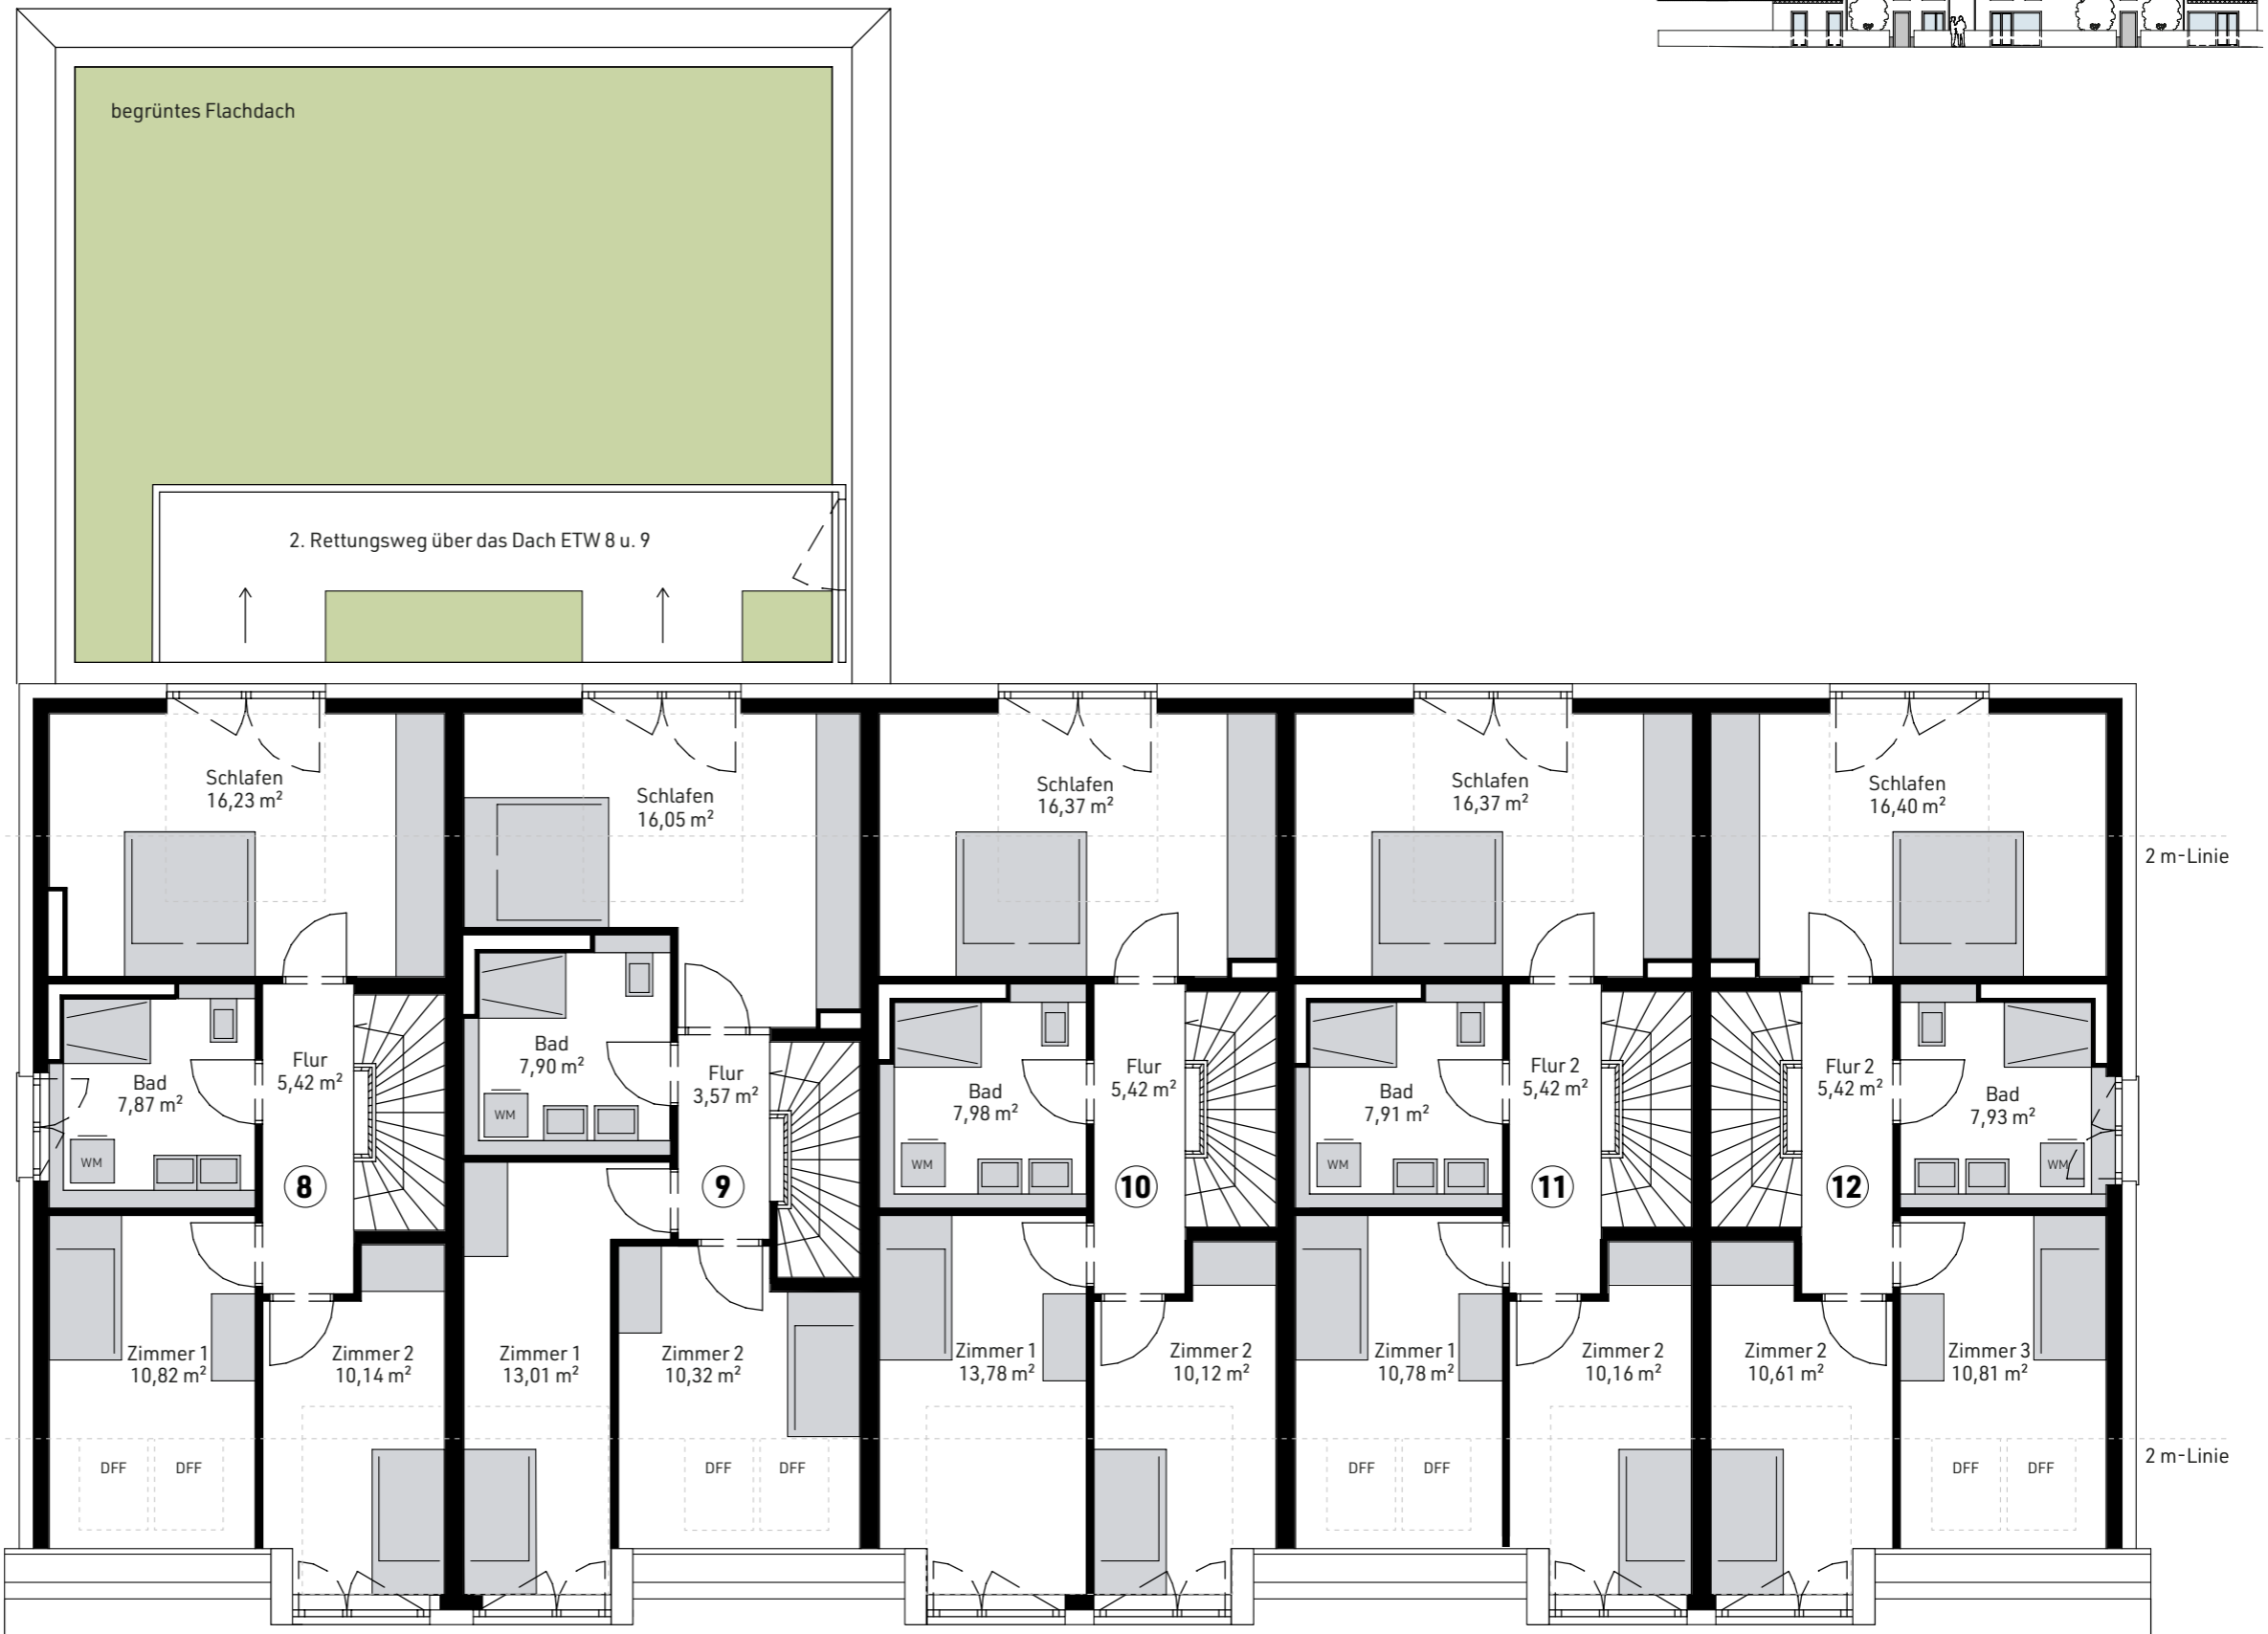 begrüntes Flachdach
2. Rettungsweg über das Dach ETW 8 u. 9
Schlafen
16,23 m²
Schlafen
16,05 m²
Schlafen
16,37 m²
Schlafen
16,37 m²
Schlafen
16,40 m²
2 m-Linie
Bad
7,87 m²
WM
Flur
5,42 m²
8
Bad
7,90 m²
WM
Flur
3,57 m²
9
Bad
7,98 m²
WM
Flur
5,42 m²
10
Bad
7,91 m²
WM
Flur 2
5,42 m²
11
Flur 2
5,42 m²
12
Bad
7,93 m²
WM
Zimmer 1
10,82 m²
Zimmer 2
10,14 m²
Zimmer 1
13,01 m²
Zimmer 2
10,32 m²
Zimmer 1
13,78 m²
Zimmer 2
10,12 m²
Zimmer 1
10,78 m²
Zimmer 2
10,16 m²
Zimmer 2
10,61 m²
Zimmer 3
10,81 m²
DFF
DFF
DFF
DFF
DFF
DFF
DFF
DFF
2 m-Linie